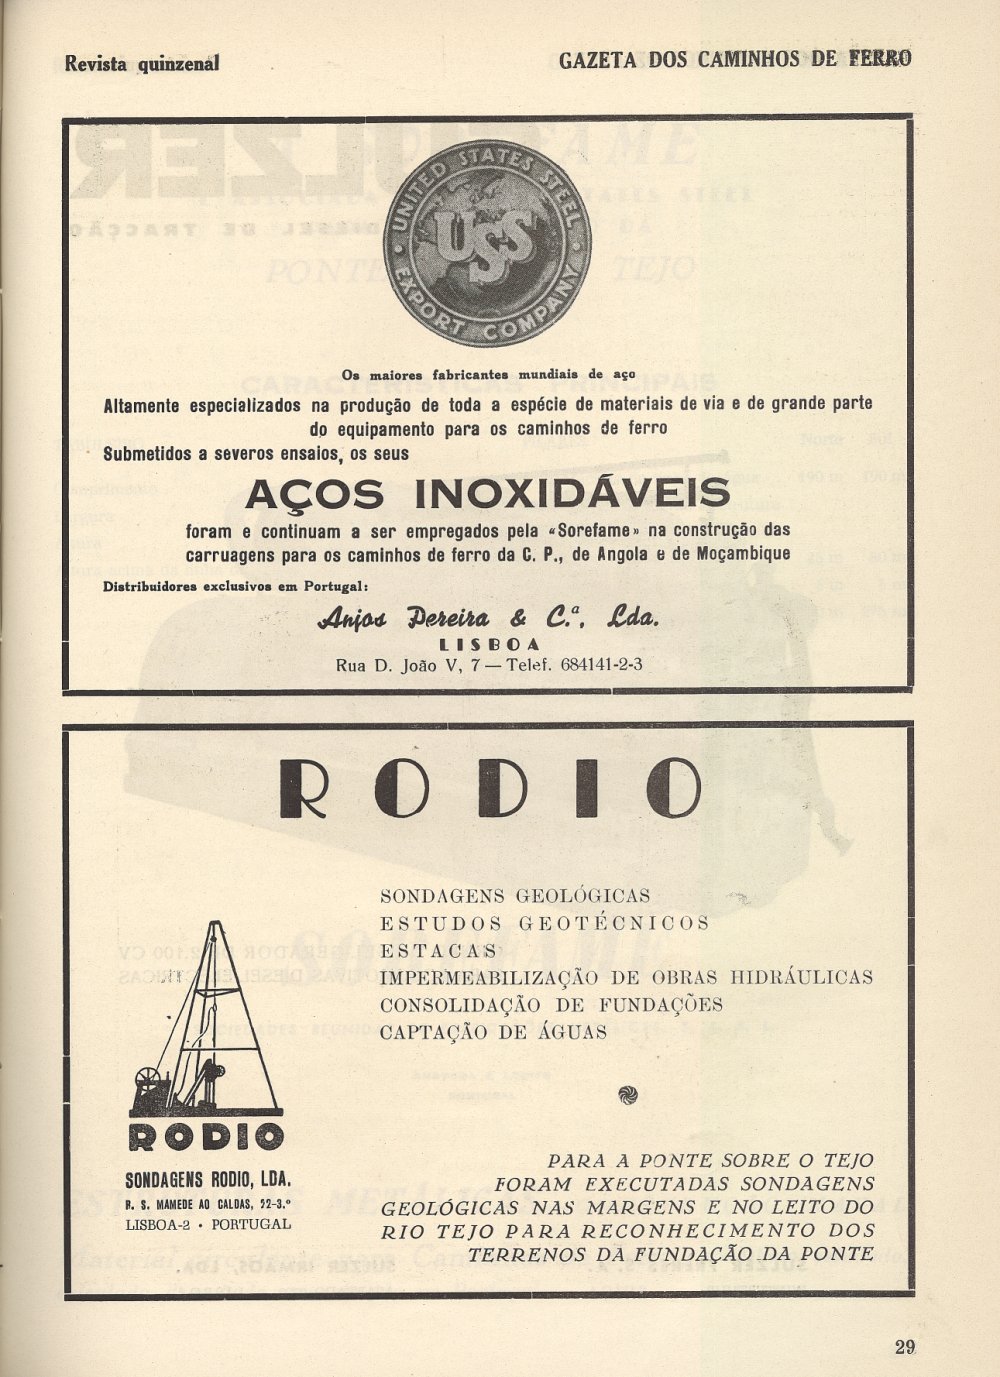 Revista quinzenal
GAZETA DOS CAMINHOS DE FERRO
UNITED STATES STEEL
USS
EXPORT COMPANY
Os maiores fabricantes mundiais de aço
Altamente especializados na produção de toda a espécie de materiais de via e de grande parte
do equipamento para os caminhos de ferro
Submetidos a severos ensaios, os seus
AÇOS INOXIDÁVEIS
foram e continuam a ser empregados pela «Sorefame» na construção das
carruagens para os caminhos de ferro da C. P., de Angola e de Moçambique
Distribuidores exclusivos em Portugal:
Anjos Pereira & C.ª, Lda.
LISBOA
Rua D. João V, 7 — Telef. 684141-2-3
RODIO
SONDAGENS GEOLÓGICAS
ESTUDOS GEOTÉCNICOS
ESTACAS
IMPERMEABILIZAÇÃO DE OBRAS HIDRÁULICAS
CONSOLIDAÇÃO DE FUNDAÇÕES
CAPTAÇÃO DE ÁGUAS
RODIO
SONDAGENS RODIO, LDA.
R. S. MAMEDE AO CALDAS, 22-3.º
LISBOA-2 • PORTUGAL
PARA A PONTE SOBRE O TEJO
FORAM EXECUTADAS SONDAGENS
GEOLÓGICAS NAS MARGENS E NO LEITO DO
RIO TEJO PARA RECONHECIMENTO DOS
TERRENOS DA FUNDAÇÃO DA PONTE
29